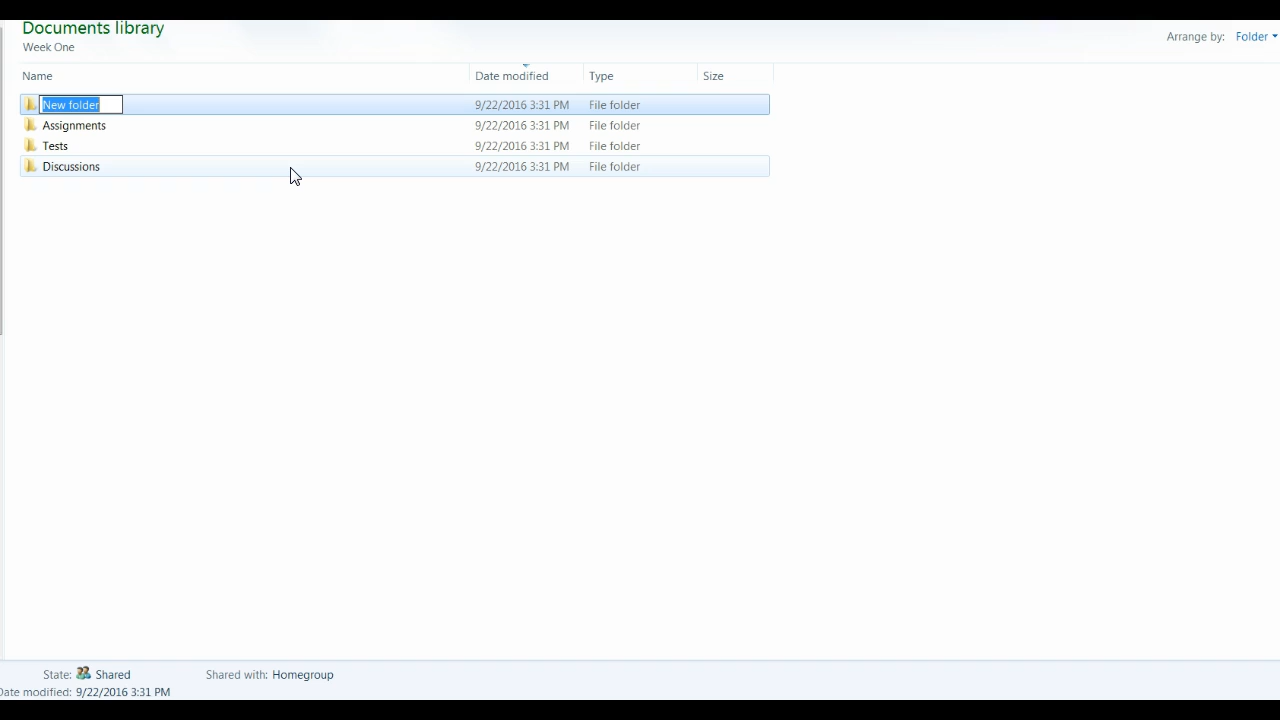 Documents library
Week One
Arrange by: Folder
Name Date modified Type Size
New folder 9/22/2016 3:31 PM File folder
Assignments 9/22/2016 3:31 PM File folder
Tests 9/22/2016 3:31 PM File folder
Discussions 9/22/2016 3:31 PM File folder
State: Shared Shared with: Homegroup
Date modified: 9/22/2016 3:31 PM